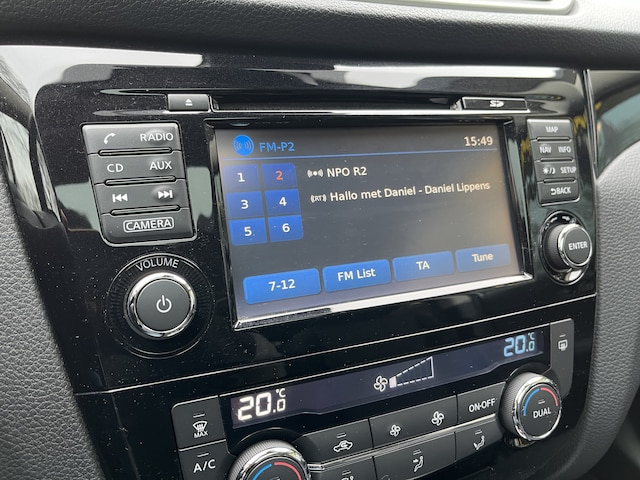 RADIO
CD AUX
CAMERA
VOLUME
FM-P2 15:49
1 2 NPO R2
3 4 Hallo met Daniel - Daniel Lippens
5 6
7-12 FM List TA Tune
MAP
NAV INFO
SETUP
BACK
ENTER
20.0 °C
20.0 °C
MAX
A/C
ON·OFF
DUAL